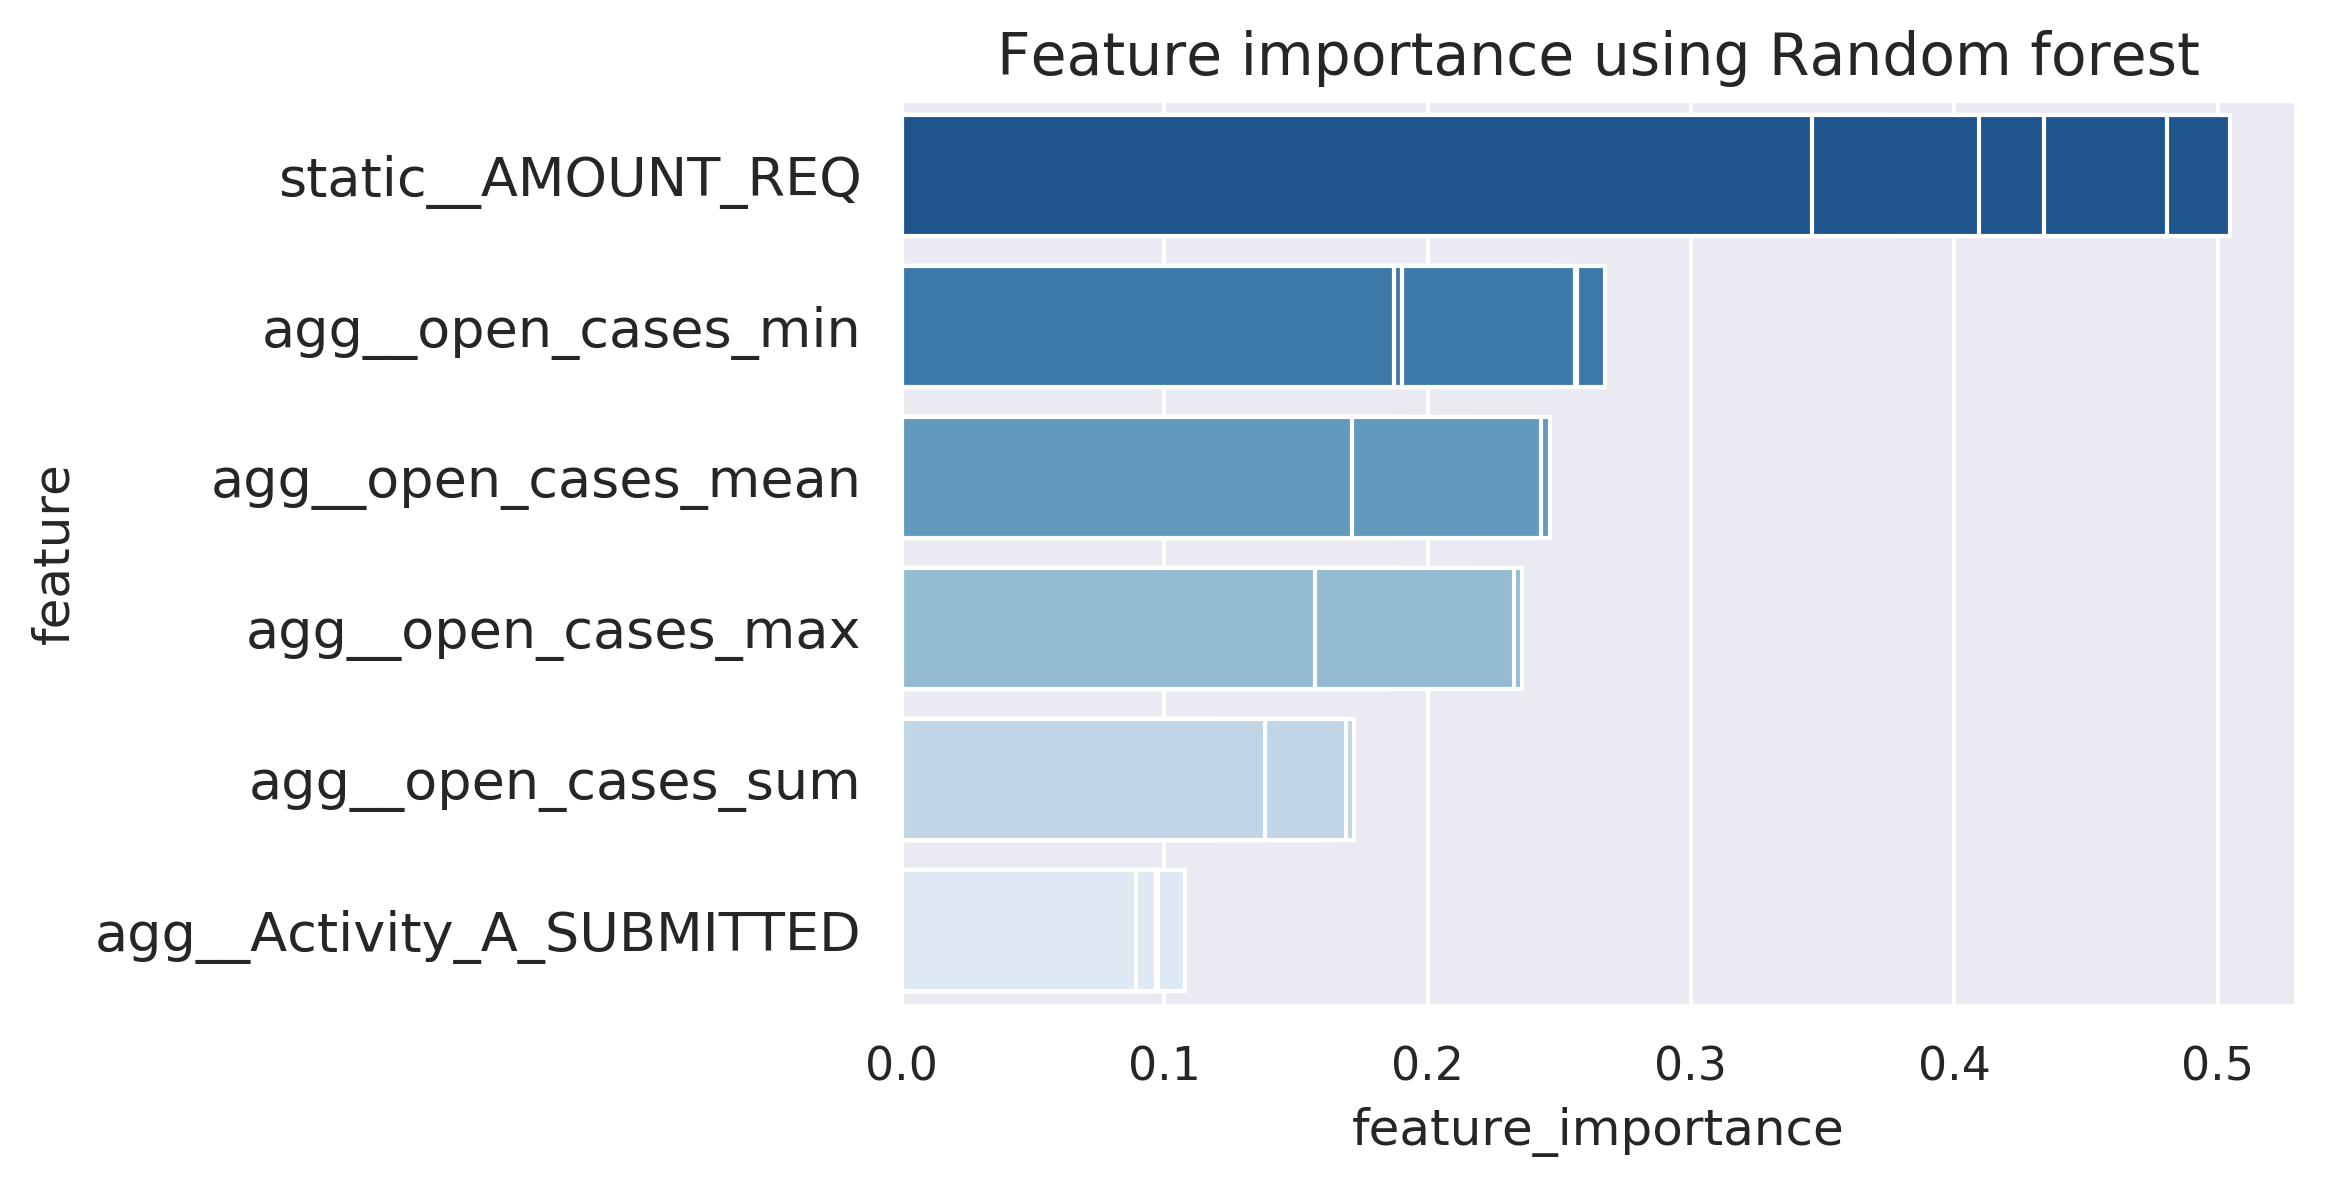 Feature importance using Random forest
feature
static__AMOUNT_REQ
agg__open_cases_min
agg__open_cases_mean
agg__open_cases_max
agg__open_cases_sum
agg__Activity_A_SUBMITTED
0.0 0.1 0.2 0.3 0.4 0.5
feature_importance